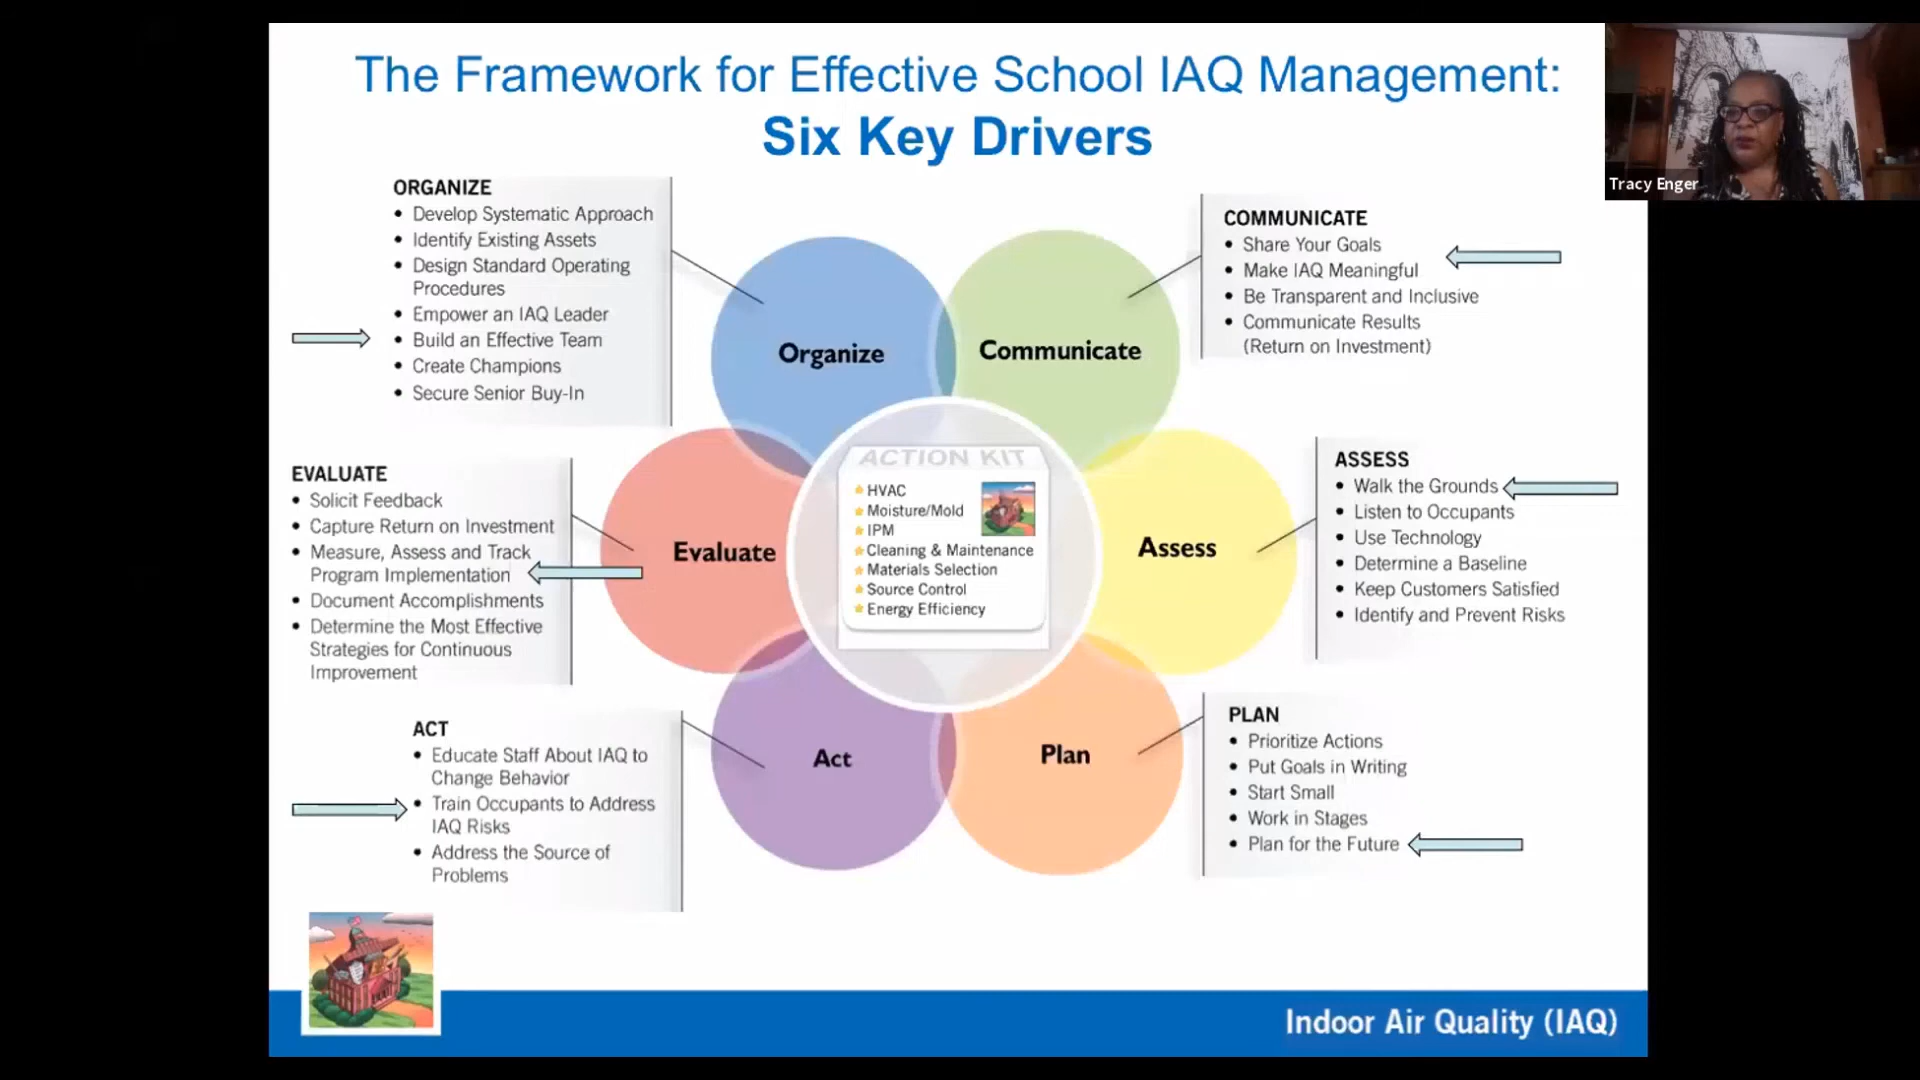 The Framework for Effective School IAQ Management:
Six Key Drivers
Tracy Enger
ORGANIZE
• Develop Systematic Approach
• Identify Existing Assets
• Design Standard Operating
Procedures
• Empower an IAQ Leader
• Build an Effective Team
• Create Champions
• Secure Senior Buy-In
COMMUNICATE
• Share Your Goals
• Make IAQ Meaningful
• Be Transparent and Inclusive
• Communicate Results
(Return on Investment)
Organize
Communicate
EVALUATE
• Solicit Feedback
• Capture Return on Investment
• Measure, Assess and Track
Program Implementation
• Document Accomplishments
• Determine the Most Effective
Strategies for Continuous
Improvement
Evaluate
ACTION KIT
HVAC
Moisture/Mold
IPM
Cleaning & Maintenance
Materials Selection
Source Control
Energy Efficiency
Assess
ASSESS
• Walk the Grounds
• Listen to Occupants
• Use Technology
• Determine a Baseline
• Keep Customers Satisfied
• Identify and Prevent Risks
ACT
• Educate Staff About IAQ to
Change Behavior
• Train Occupants to Address
IAQ Risks
• Address the Source of
Problems
Act
Plan
PLAN
• Prioritize Actions
• Put Goals in Writing
• Start Small
• Work in Stages
• Plan for the Future
Indoor Air Quality (IAQ)